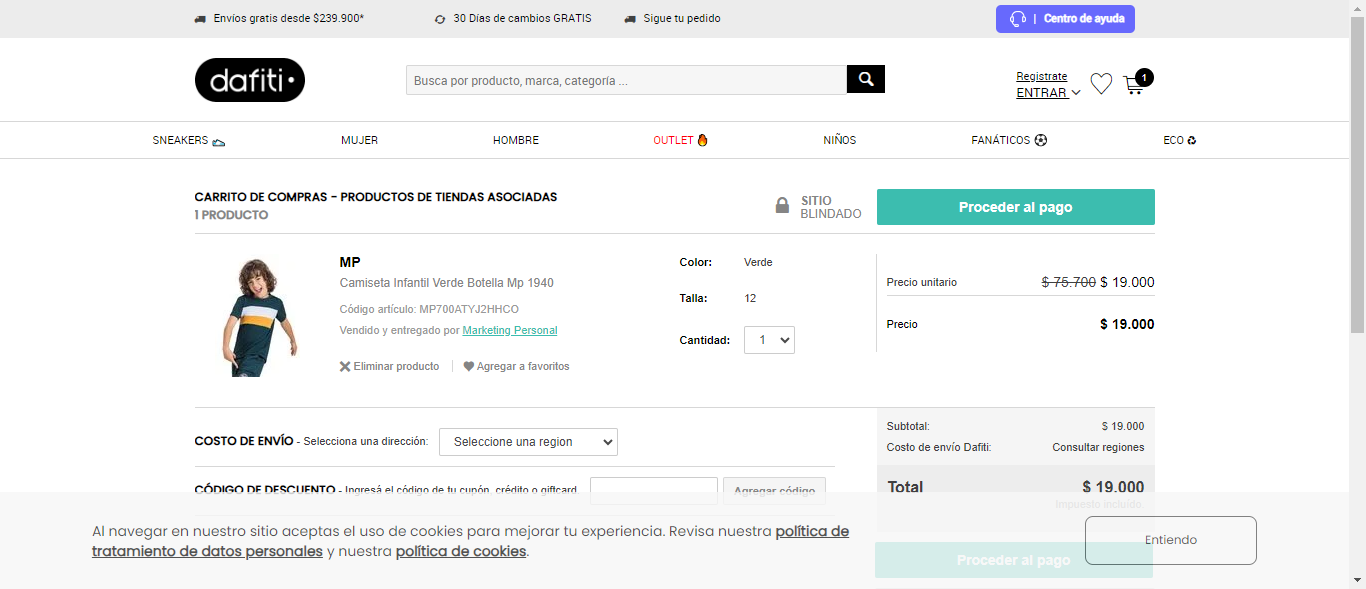 Envíos gratis desde $239.900*
30 Días de cambios GRATIS
Sigue tu pedido
| Centro de ayuda
dafiti
Busca por producto, marca, categoría ...
Registrate
ENTRAR
1
SNEAKERS
MUJER
HOMBRE
OUTLET
NIÑOS
FANÁTICOS
ECO
CARRITO DE COMPRAS - PRODUCTOS DE TIENDAS ASOCIADAS
1 PRODUCTO
SITIO
BLINDADO
Proceder al pago
MP
Camiseta Infantil Verde Botella Mp 1940
Código artículo: MP700ATYJ2HHCO
Vendido y entregado por Marketing Personal
Eliminar producto
Agregar a favoritos
Color: Verde
Talla: 12
Cantidad: 1
Precio unitario $ 75.700 $ 19.000
Precio $ 19.000
COSTO DE ENVÍO - Selecciona una dirección: Seleccione una region
CÓDIGO DE DESCUENTO - Ingresá el código de tu cupón, crédito o giftcard
Agregar código
Subtotal: $ 19.000
Costo de envío Dafiti: Consultar regiones
Total $ 19.000
Impuesto incluido.
Proceder al pago
Al navegar en nuestro sitio aceptas el uso de cookies para mejorar tu experiencia. Revisa nuestra política de
tratamiento de datos personales y nuestra política de cookies.
Entiendo